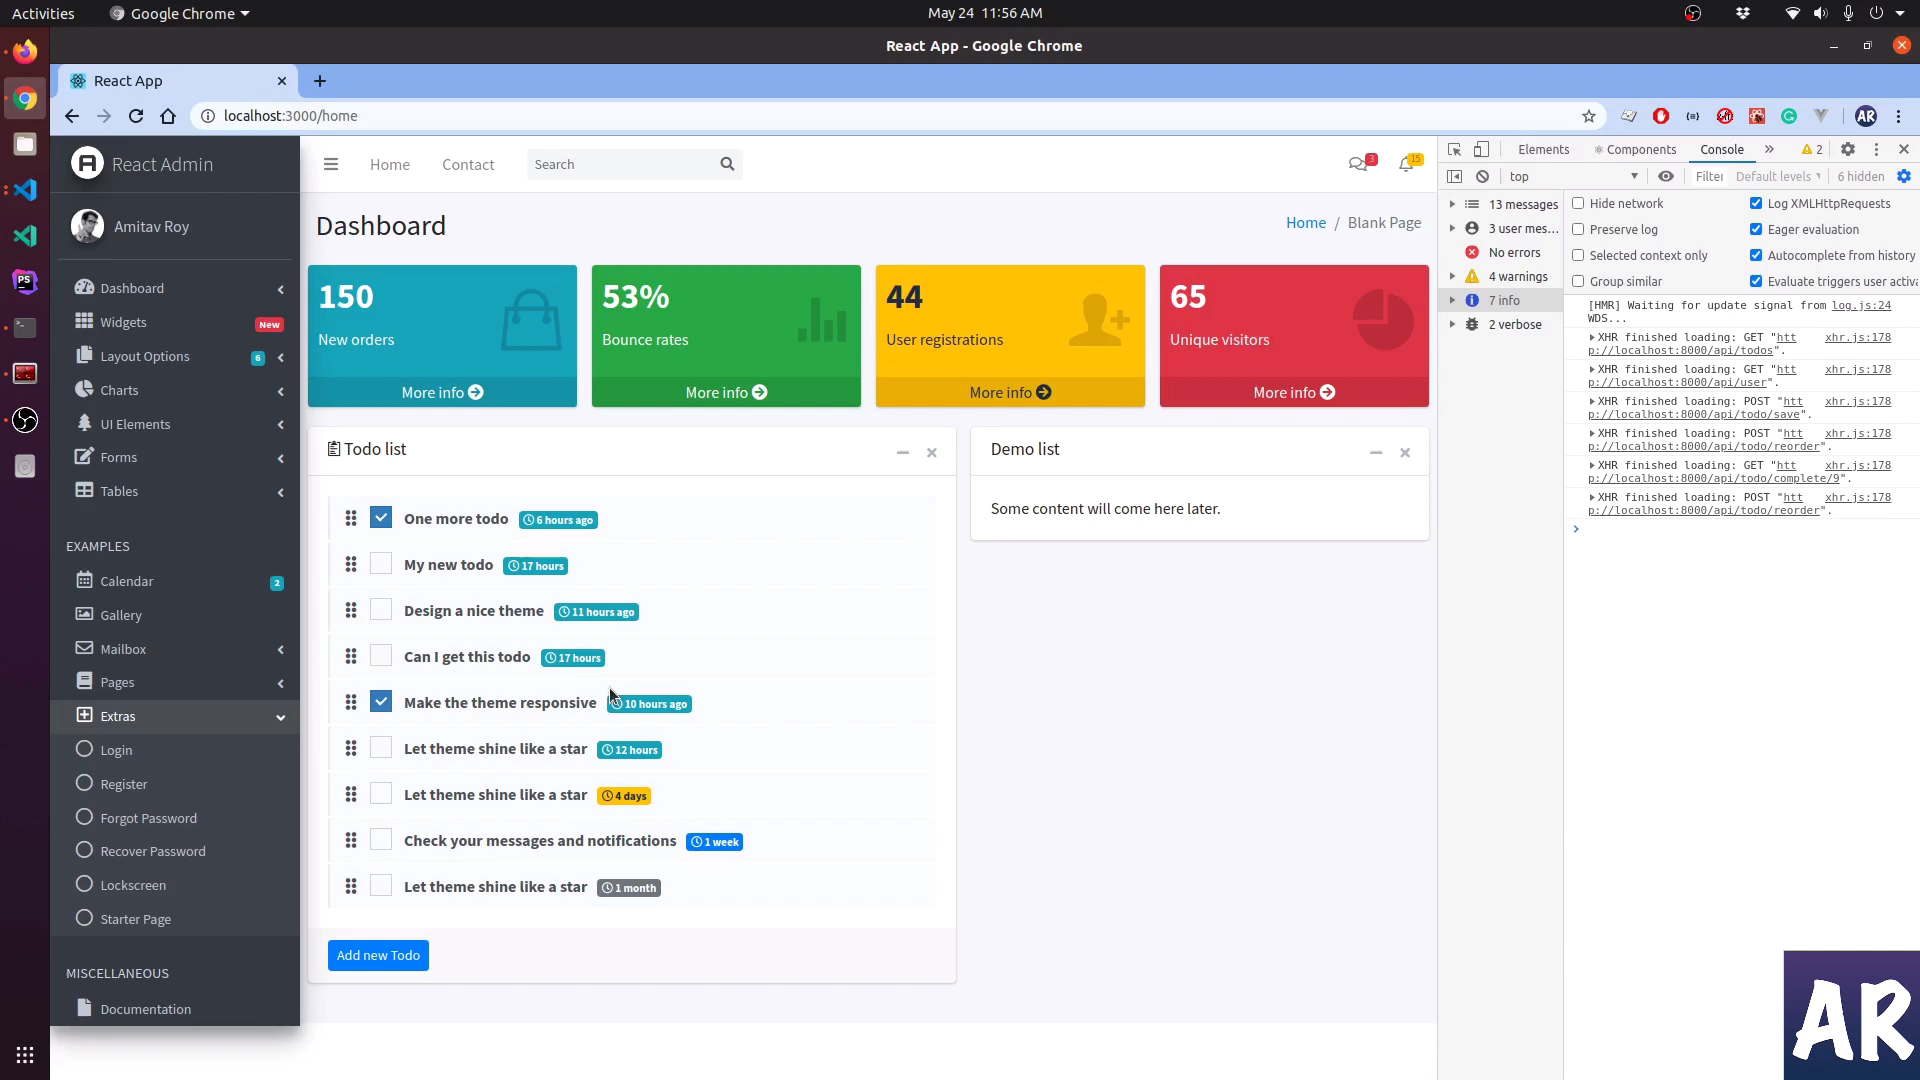 Activities
Google Chrome
May 24 11:56 AM
React App - Google Chrome
React App
localhost:3000/home
AR
React Admin
Amitav Roy
Dashboard
Widgets
New
Layout Options
6
Charts
UI Elements
Forms
Tables
EXAMPLES
Calendar
2
Gallery
Mailbox
Pages
Extras
Login
Register
Forgot Password
Recover Password
Lockscreen
Starter Page
MISCELLANEOUS
Documentation
Home
Contact
Search
3
15
Dashboard
Home / Blank Page
150
New orders
More info
53%
Bounce rates
More info
44
User registrations
More info
65
Unique visitors
More info
Todo list
One more todo 6 hours ago
My new todo 17 hours
Design a nice theme 11 hours ago
Can I get this todo 17 hours
Make the theme responsive 10 hours ago
Let theme shine like a star 12 hours
Let theme shine like a star 4 days
Check your messages and notifications 1 week
Let theme shine like a star 1 month
Add new Todo
Demo list
Some content will come here later.
Elements
Components
Console
2
top
Filter
Default levels
6 hidden
13 messages
3 user mes...
No errors
4 warnings
7 info
2 verbose
Hide network
Log XMLHttpRequests
Preserve log
Eager evaluation
Selected context only
Autocomplete from history
Group similar
Evaluate triggers user activa
[HMR] Waiting for update signal from log.js:24
WDS...
XHR finished loading: GET "htt xhr.js:178
p://localhost:8000/api/todos".
XHR finished loading: GET "htt xhr.js:178
p://localhost:8000/api/user".
XHR finished loading: POST "htt xhr.js:178
p://localhost:8000/api/todo/save".
XHR finished loading: POST "htt xhr.js:178
p://localhost:8000/api/todo/reorder".
XHR finished loading: GET "htt xhr.js:178
p://localhost:8000/api/todo/complete/9".
XHR finished loading: POST "htt xhr.js:178
p://localhost:8000/api/todo/reorder".
AR